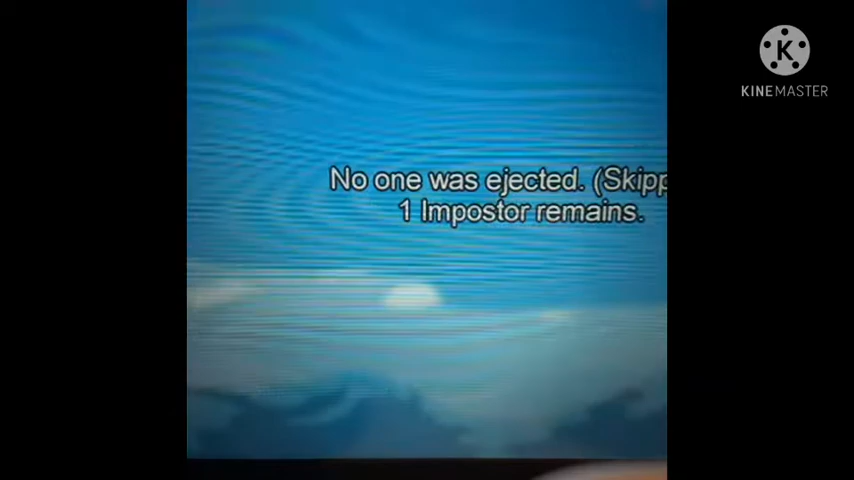 No one was ejected. (Skipp
1 Impostor remains.
K
KINEMASTER